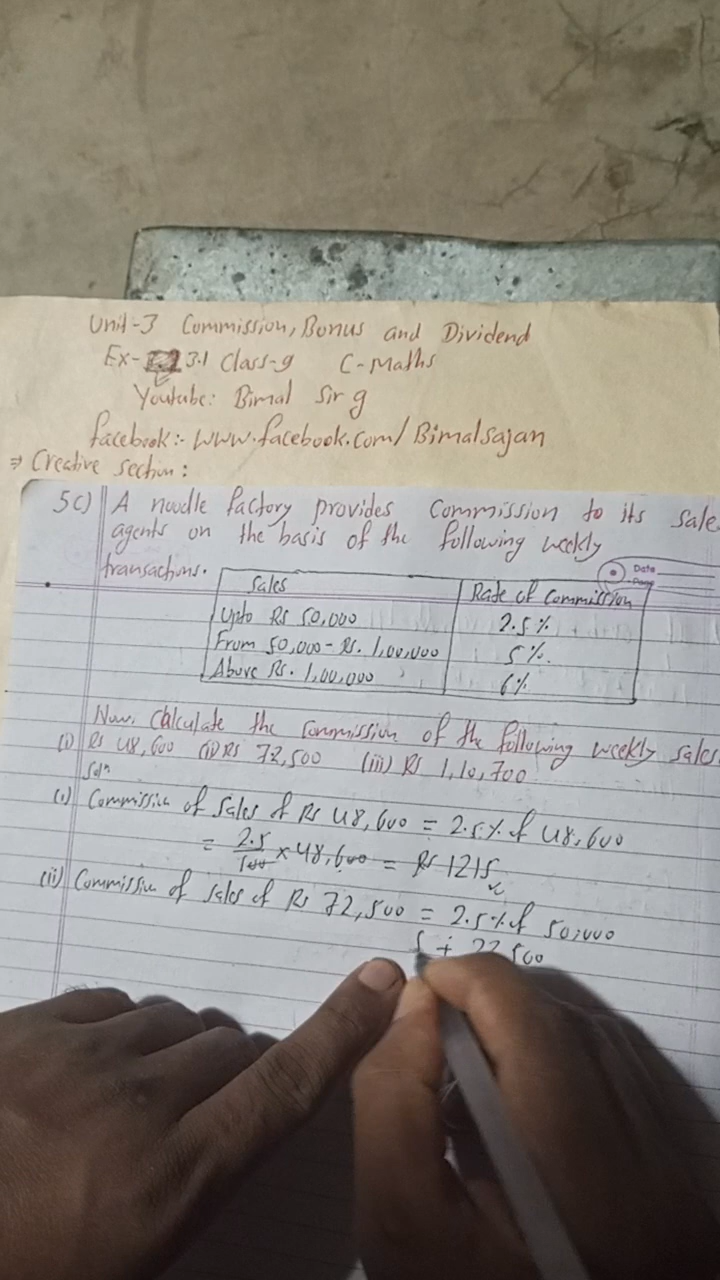 Unit-3 Commission, Bonus and Dividend
Ex- 3.1 Class-9 C-Maths
Youtube: Bimal Sir g
facebook:- www.facebook.com/Bimalsajan
⇒ Creative section:
5c) A noodle factory provides commission to its sale
agents on the basis of the following weekly
transactions.
Date
Page
Sales Rate of Commission
Upto Rs 50,000 2.5%
From 50,000 - Rs. 1,00,000 5%.
Above Rs. 1,00,000 6%
Now, Calculate the commission of the following weekly sales.
(i) Rs 48,600 (ii) Rs 72,500 (iii) Rs 1,10,700
Soln
(i) Commission of sales of Rs 48,600 = 2.5% of 48,600
= 2.5/100 × 48,600 = Rs 1215
(ii) Commission of sales of Rs 72,500 = 2.5% of 50,000
+ 22,500